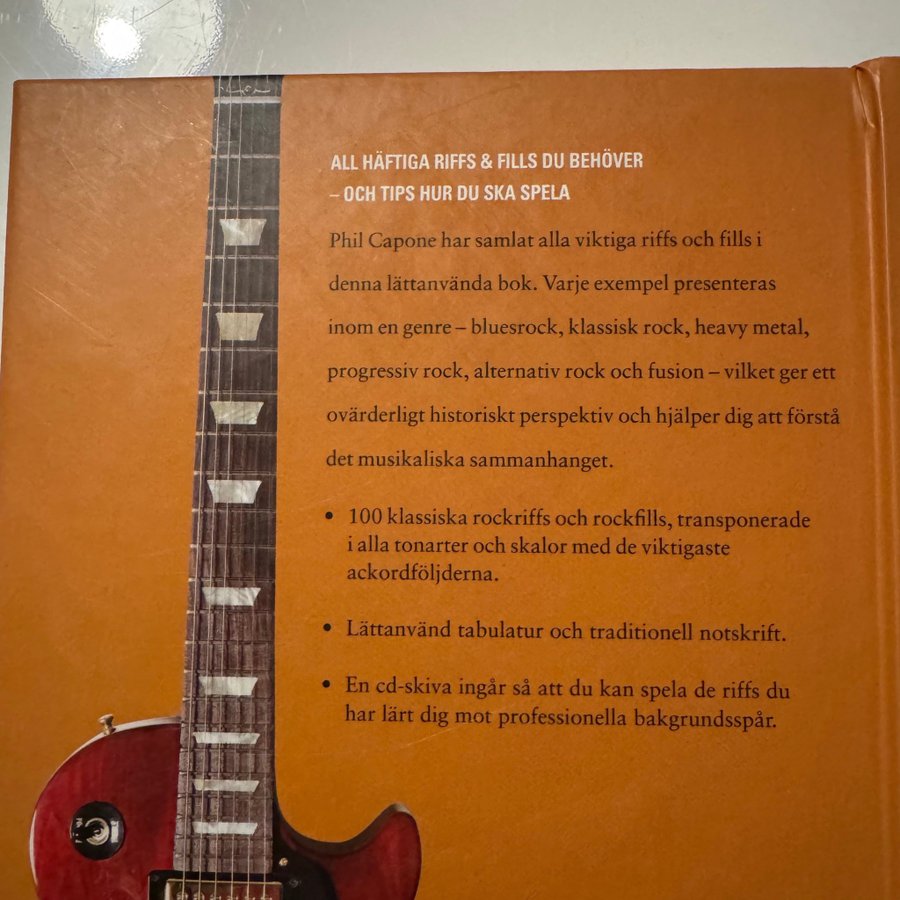 ALL HÄFTIGA RIFFS & FILLS DU BEHÖVER
– OCH TIPS HUR DU SKA SPELA
Phil Capone har samlat alla viktiga riffs och fills i
denna lättanvända bok. Varje exempel presenteras
inom en genre – bluesrock, klassisk rock, heavy metal,
progressiv rock, alternativ rock och fusion – vilket ger ett
ovärderligt historiskt perspektiv och hjälper dig att förstå
det musikaliska sammanhanget.
• 100 klassiska rockriffs och rockfills, transponerade
i alla tonarter och skalor med de viktigaste
ackordföljderna.
• Lättanvänd tabulatur och traditionell notskrift.
• En cd-skiva ingår så att du kan spela de riffs du
har lärt dig mot professionella bakgrundsspår.